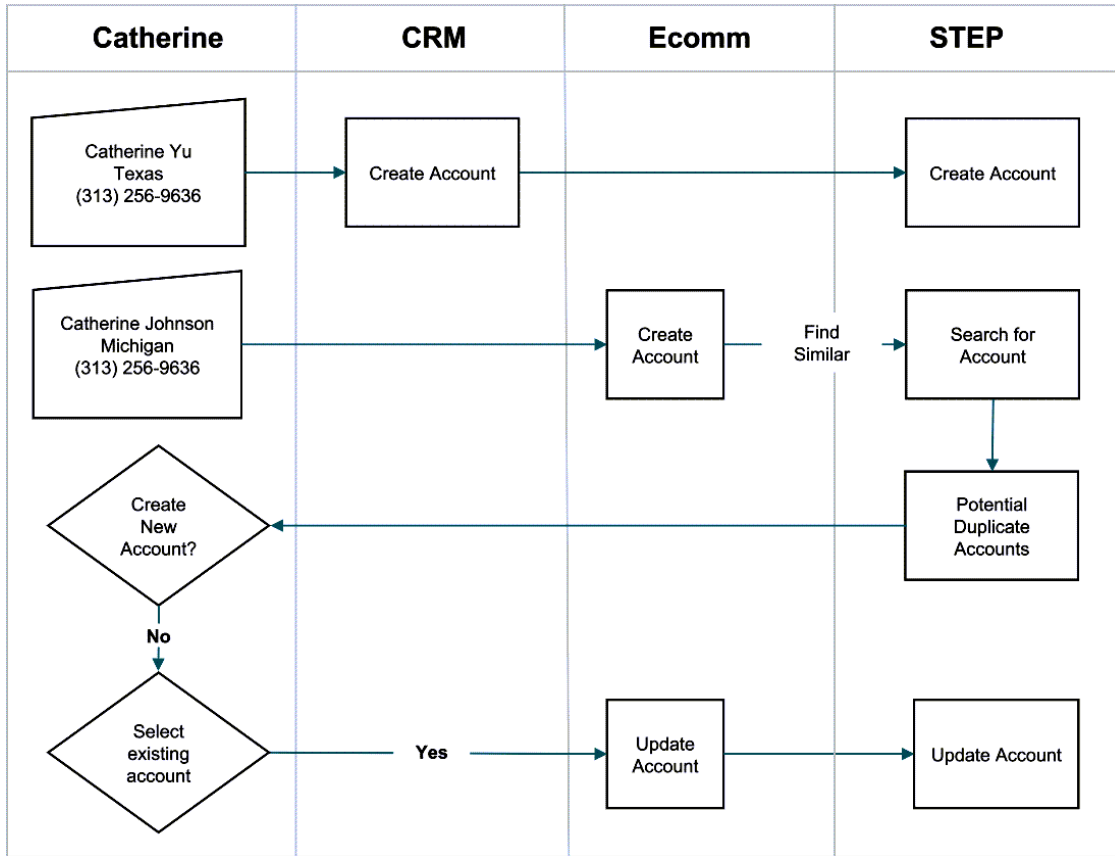 Catherine
CRM
Ecomm
STEP
Catherine Yu
Texas
(313) 256-9636
Create Account
Create Account
Catherine Johnson
Michigan
(313) 256-9636
Create
Account
Find
Similar
Search for
Account
Create
New
Account?
Potential
Duplicate
Accounts
No
Select
existing
account
Yes
Update
Account
Update Account